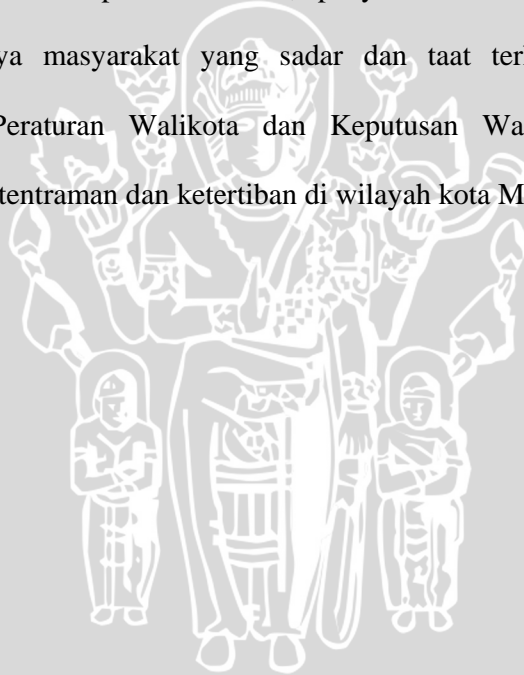 ya masyarakat yang sadar dan taat ter
Peraturan Walikota dan Keputusan Wa
tentraman dan ketertiban di wilayah kota M